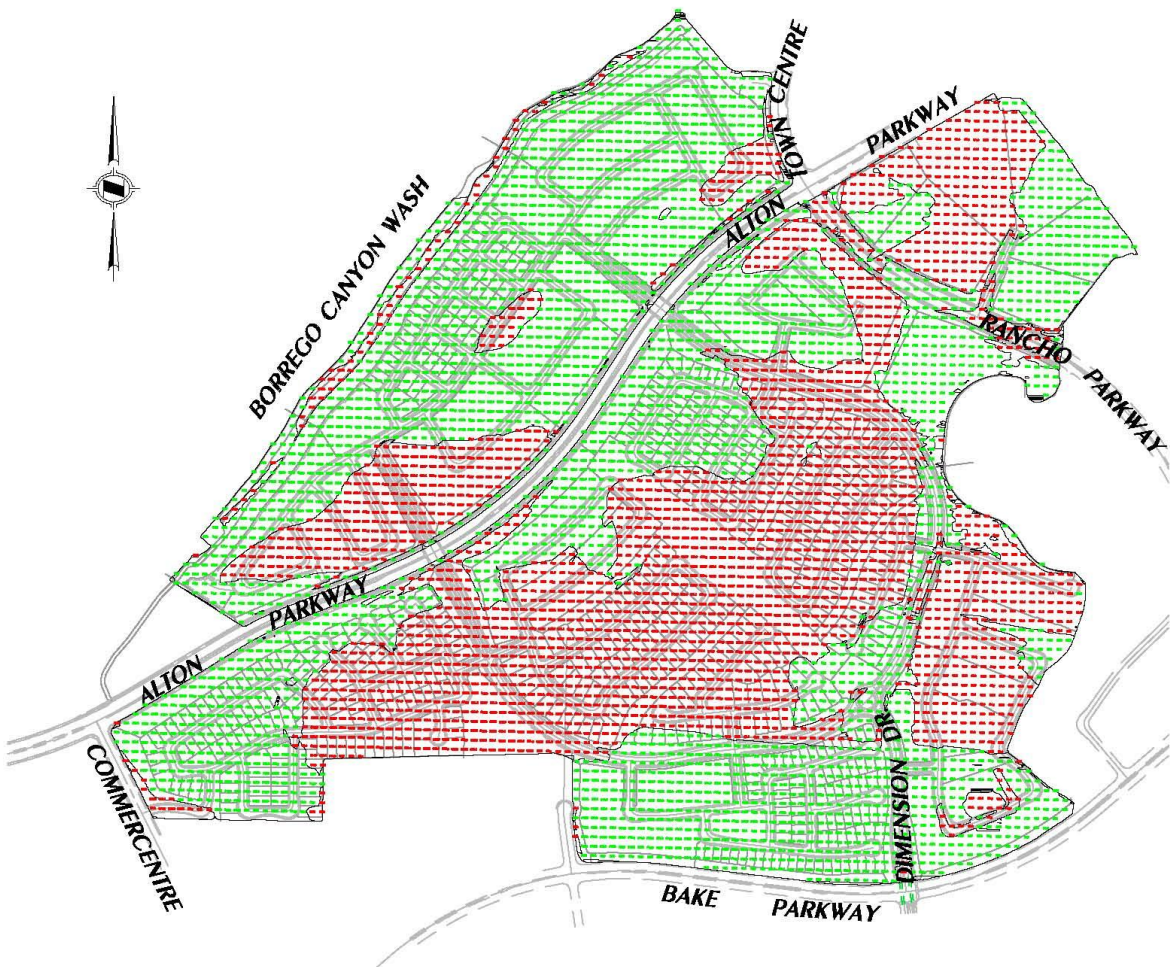 TOWN CENTRE
PARKWAY
ALTON
BORREGO CANYON WASH
RANCHO
PARKWAY
PARKWAY
ALTON
COMMERCENTRE
DIMENSION DR.
BAKE PARKWAY